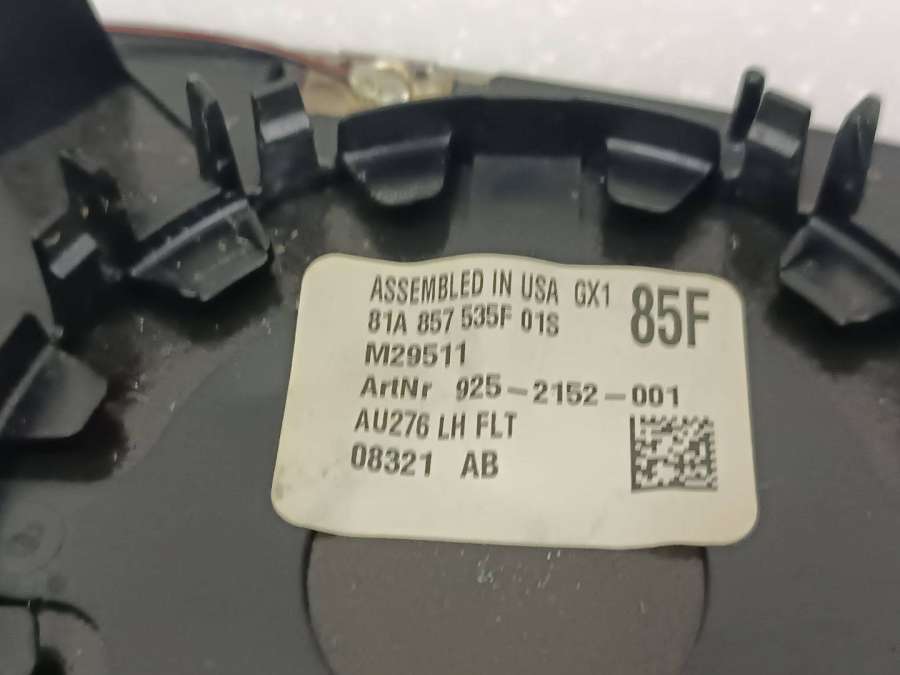 ASSEMBLED IN USA GX1 85F
81A 857 535F 01S
M29511
ArtNr 925-2152-001
AU276 LH FLT
08321 AB